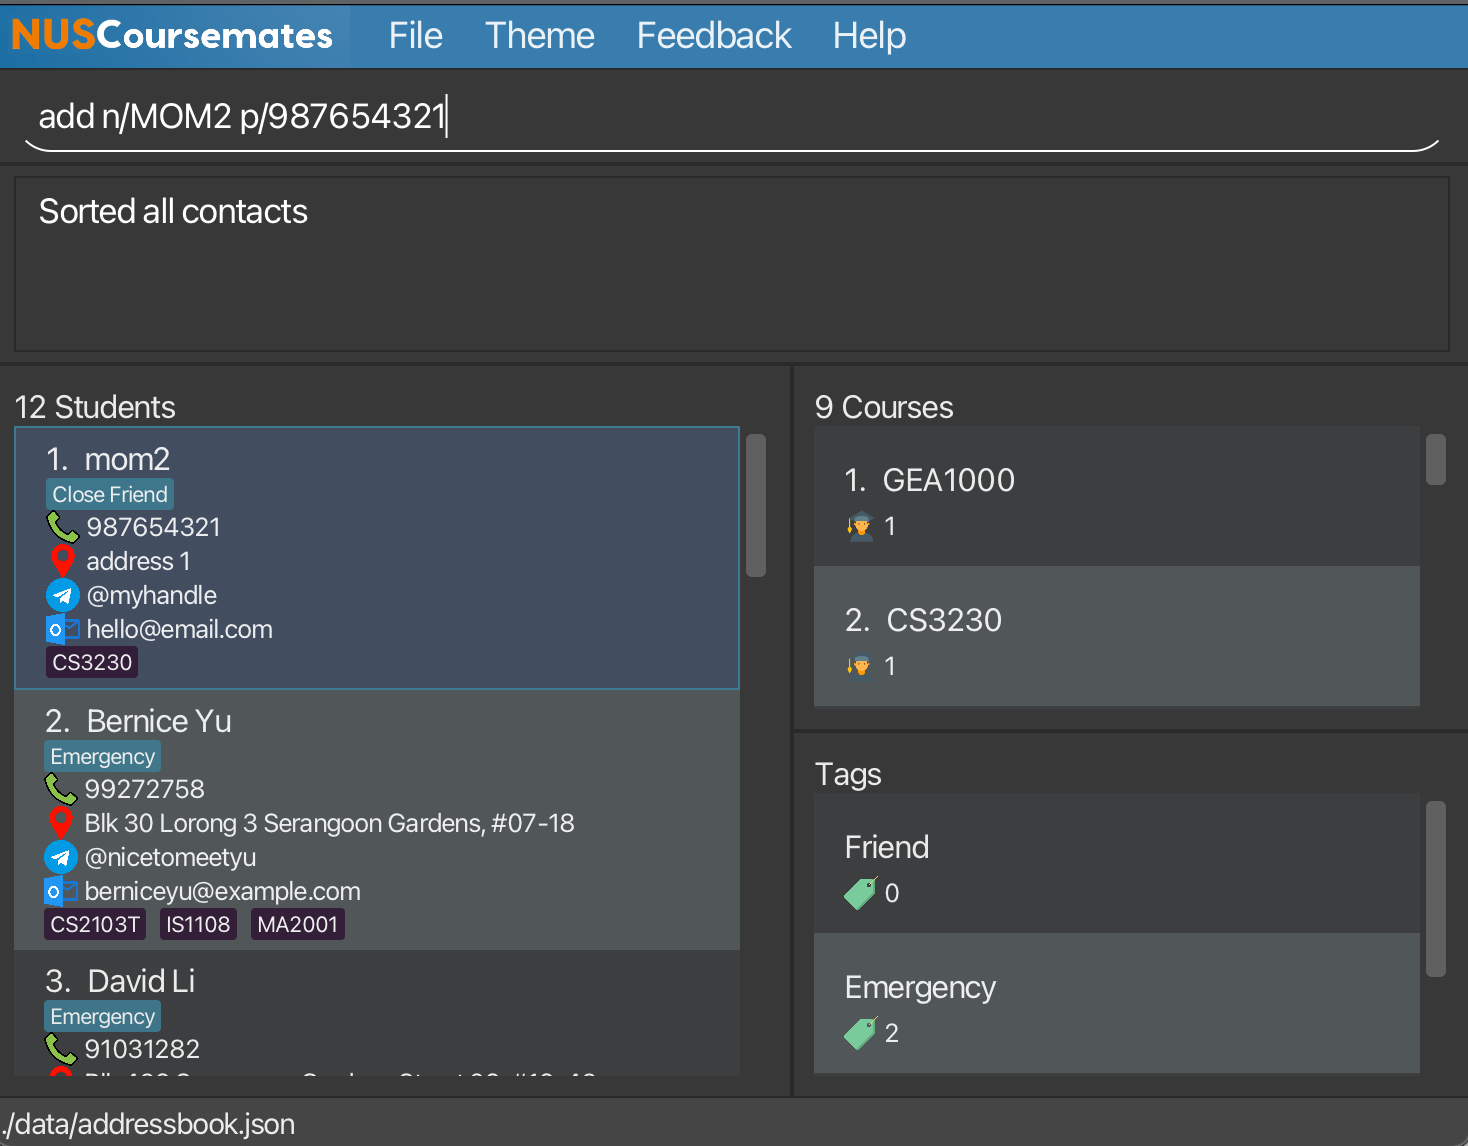 NUSCoursemates File Theme Feedback Help
add n/MOM2 p/987654321
Sorted all contacts
12 Students
1. mom2
Close Friend
987654321
address 1
@myhandle
hello@email.com
CS3230
2. Bernice Yu
Emergency
99272758
Blk 30 Lorong 3 Serangoon Gardens, #07-18
@nicetomeetyu
berniceyu@example.com
CS2103T IS1108 MA2001
3. David Li
Emergency
91031282
9 Courses
1. GEA1000
1
2. CS3230
1
Tags
Friend
0
Emergency
2
./data/addressbook.json